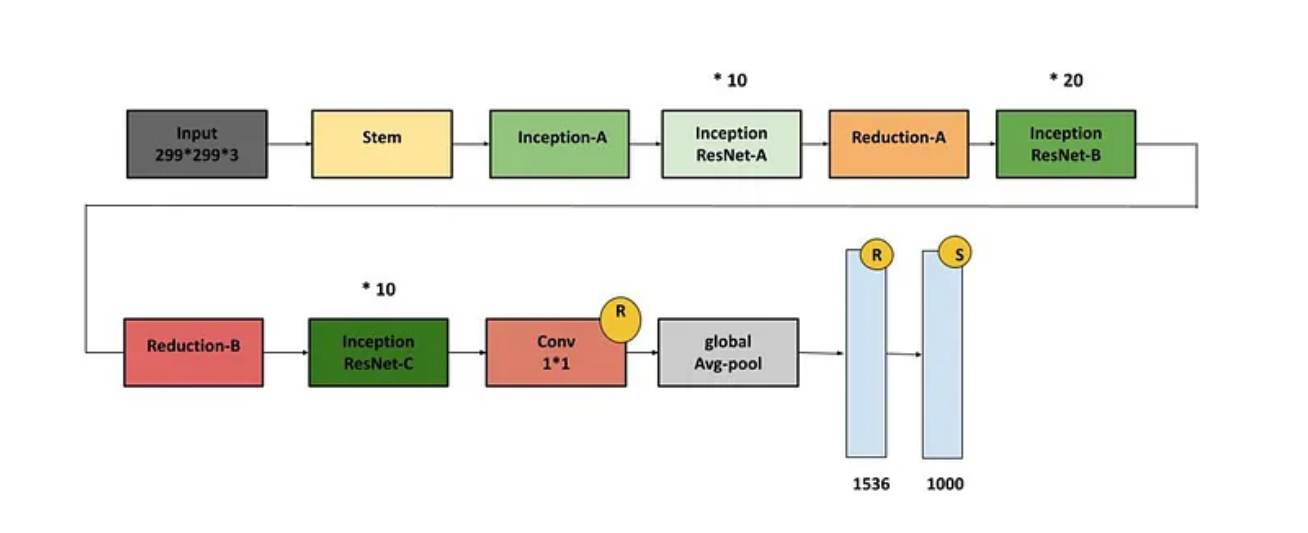 * 10
* 20
Input
299*299*3
Stem
Inception-A
Inception
ResNet-A
Reduction-A
Inception
ResNet-B
* 10
Reduction-B
Inception
ResNet-C
Conv
1*1
R
global
Avg-pool
R
S
1536
1000